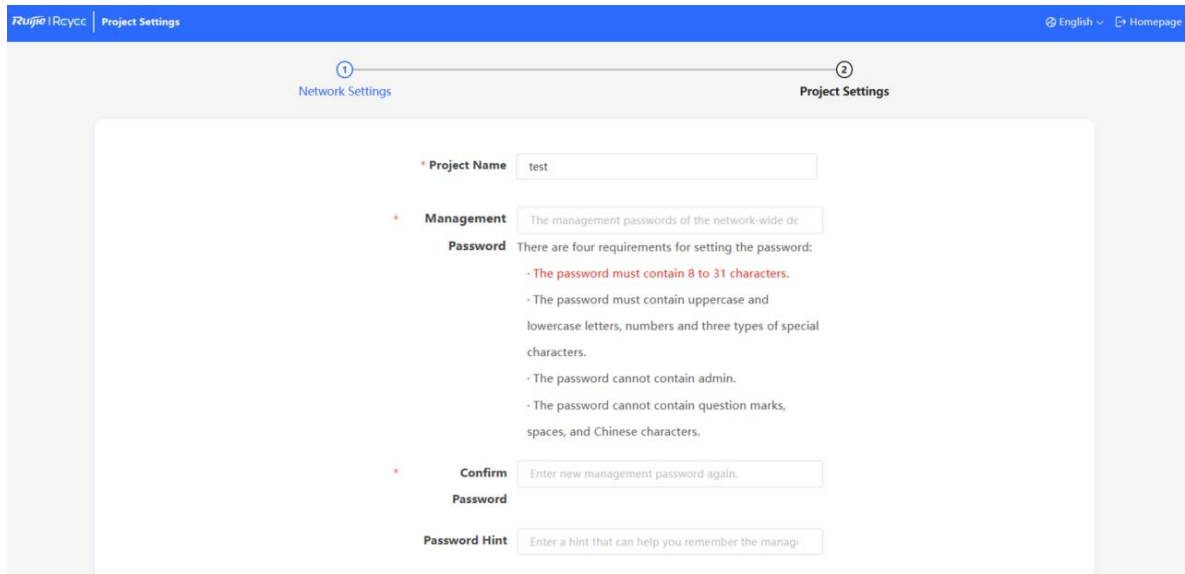 Ruijie | Rcycc Project Settings
English Homepage
1 2
Network Settings Project Settings
* Project Name test
* Management The management passwords of the network-wide de
Password There are four requirements for setting the password:
· The password must contain 8 to 31 characters.
· The password must contain uppercase and
lowercase letters, numbers and three types of special
characters.
· The password cannot contain admin.
· The password cannot contain question marks,
spaces, and Chinese characters.
* Confirm Enter new management password again.
Password
Password Hint Enter a hint that can help you remember the manag